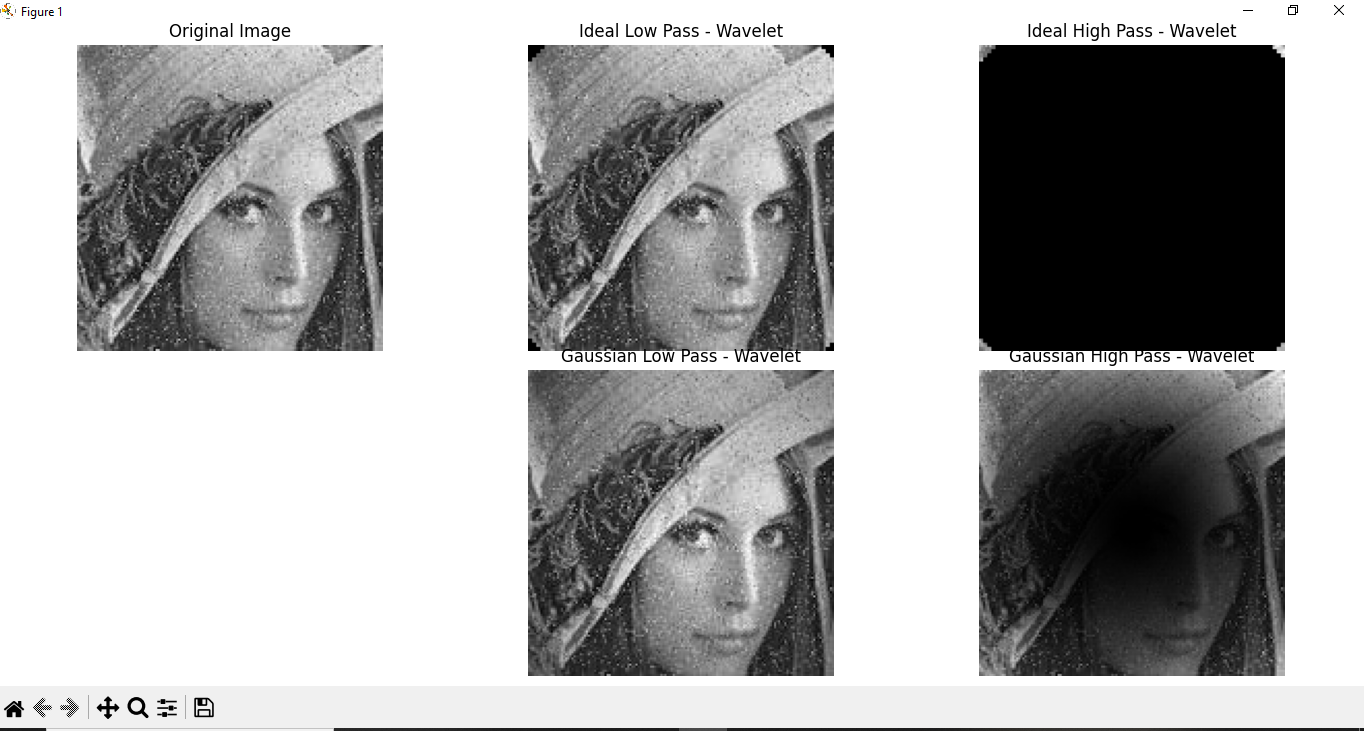 Figure 1
Original Image
Ideal Low Pass - Wavelet
Ideal High Pass - Wavelet
Gaussian Low Pass - Wavelet
Gaussian High Pass - Wavelet